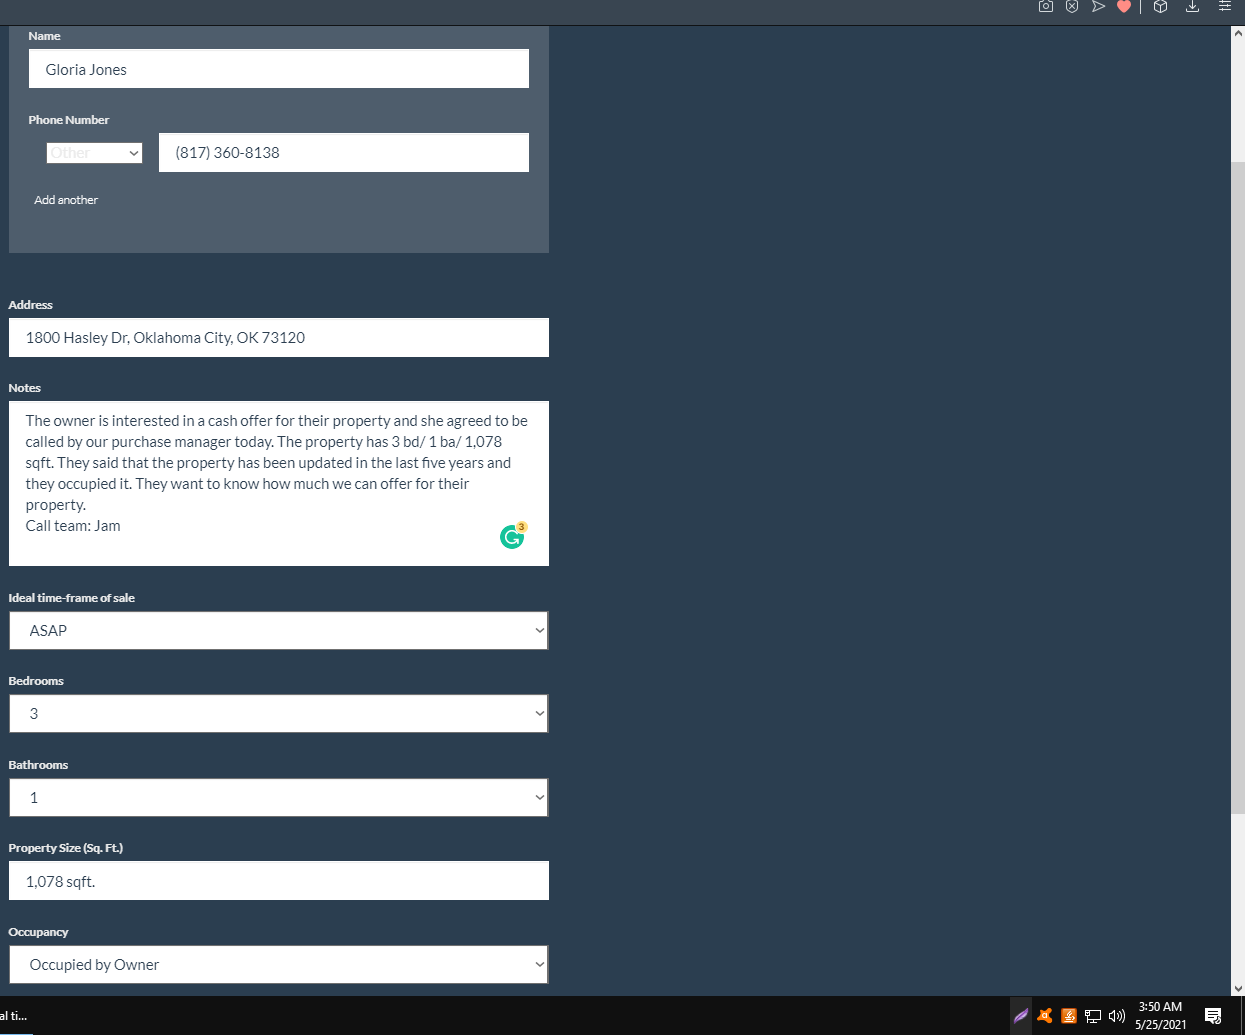 Name
Gloria Jones
Phone Number
Other
(817) 360-8138
Add another
Address
1800 Hasley Dr, Oklahoma City, OK 73120
Notes
The owner is interested in a cash offer for their property and she agreed to be
called by our purchase manager today. The property has 3 bd/ 1 ba/ 1,078
sqft. They said that the property has been updated in the last five years and
they occupied it. They want to know how much we can offer for their
property.
Call team: Jam
3
Ideal time-frame of sale
ASAP
Bedrooms
3
Bathrooms
1
Property Size (Sq. Ft.)
1,078 sqft.
Occupancy
Occupied by Owner
al ti...
3:50 AM
5/25/2021